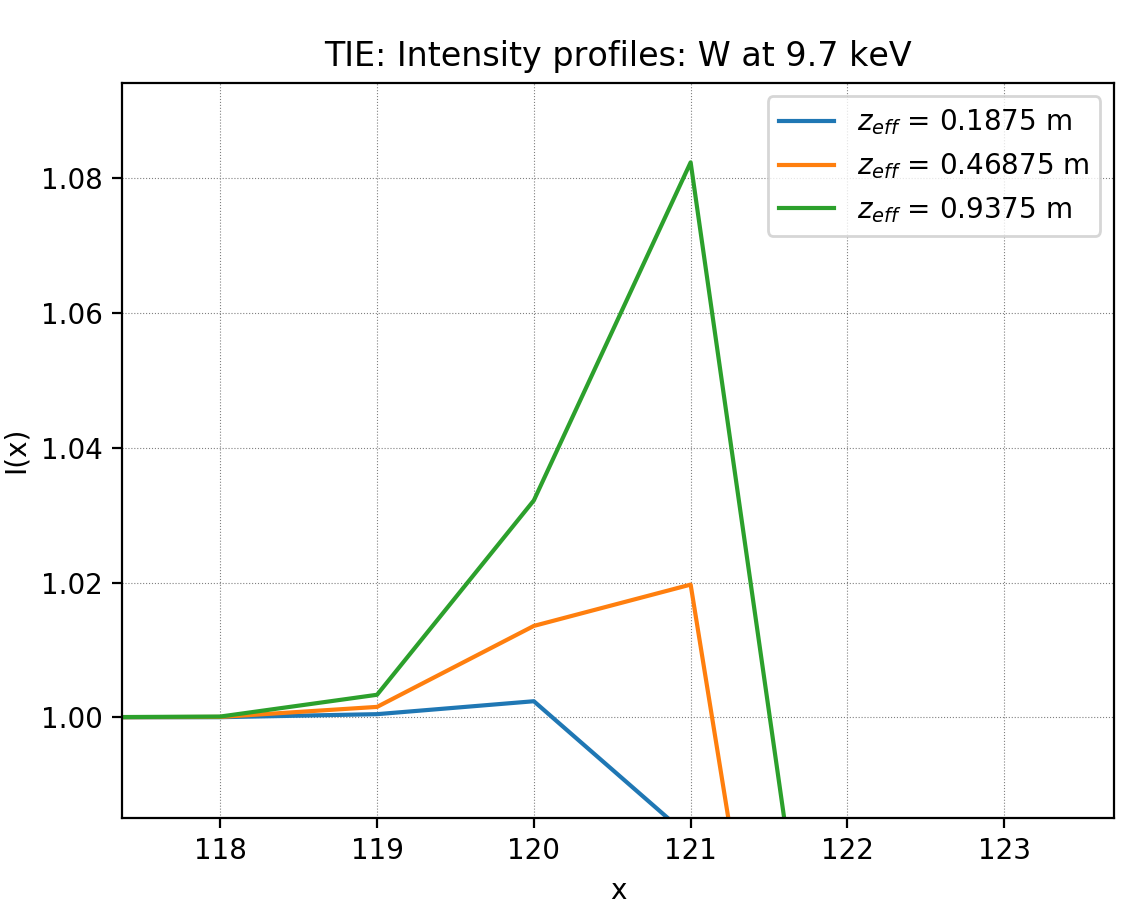 TIE: Intensity profiles: W at 9.7 keV
z_eff = 0.1875 m
z_eff = 0.46875 m
z_eff = 0.9375 m
1.08
1.06
1.04
1.02
1.00
I(x)
118 119 120 121 122 123
x